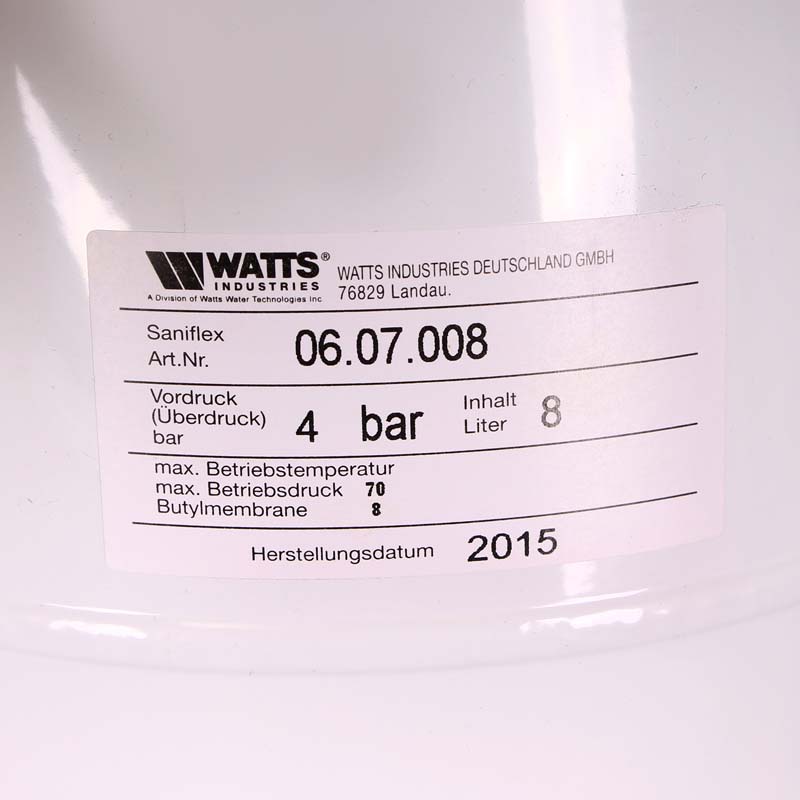 WATTS®
INDUSTRIES
A Division of Watts Water Technologies Inc
WATTS INDUSTRIES DEUTSCHLAND GMBH
76829 Landau.
Saniflex
Art.Nr. 06.07.008
Vordruck
(Überdruck)
bar 4 bar
Inhalt
Liter 8
max. Betriebstemperatur
max. Betriebsdruck 70
Butylmembrane 8
Herstellungsdatum 2015